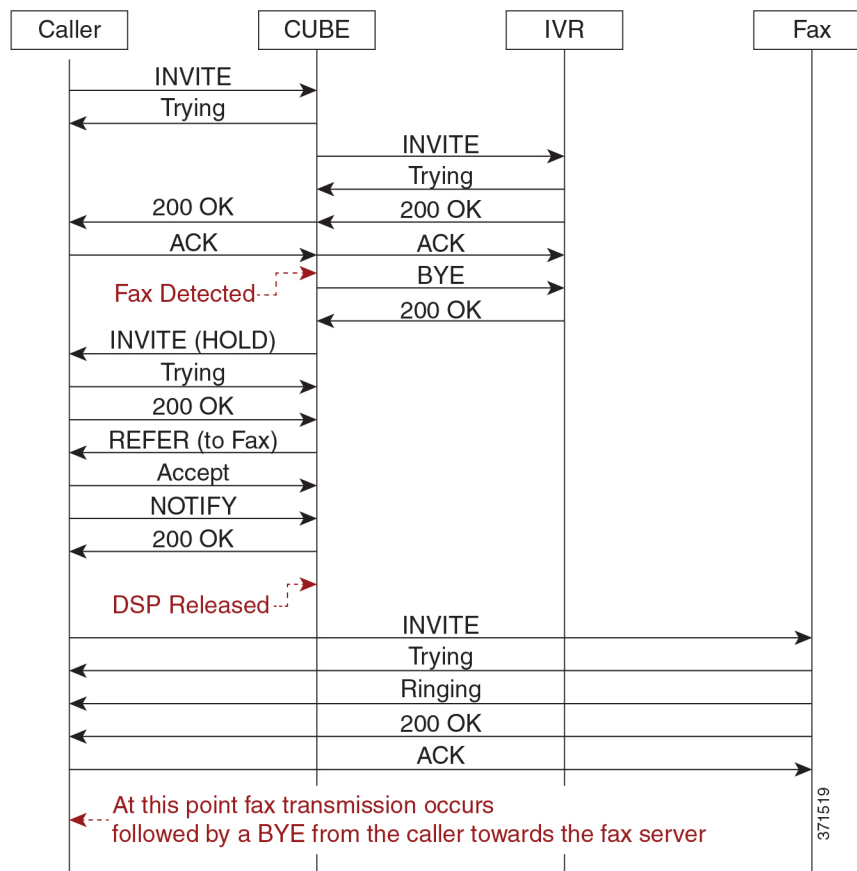 Caller
CUBE
IVR
Fax
INVITE
Trying
INVITE
Trying
200 OK
200 OK
ACK
ACK
Fax Detected
BYE
200 OK
INVITE (HOLD)
Trying
200 OK
REFER (to Fax)
Accept
NOTIFY
200 OK
DSP Released
INVITE
Trying
Ringing
200 OK
ACK
At this point fax transmission occurs
followed by a BYE from the caller towards the fax server
371519